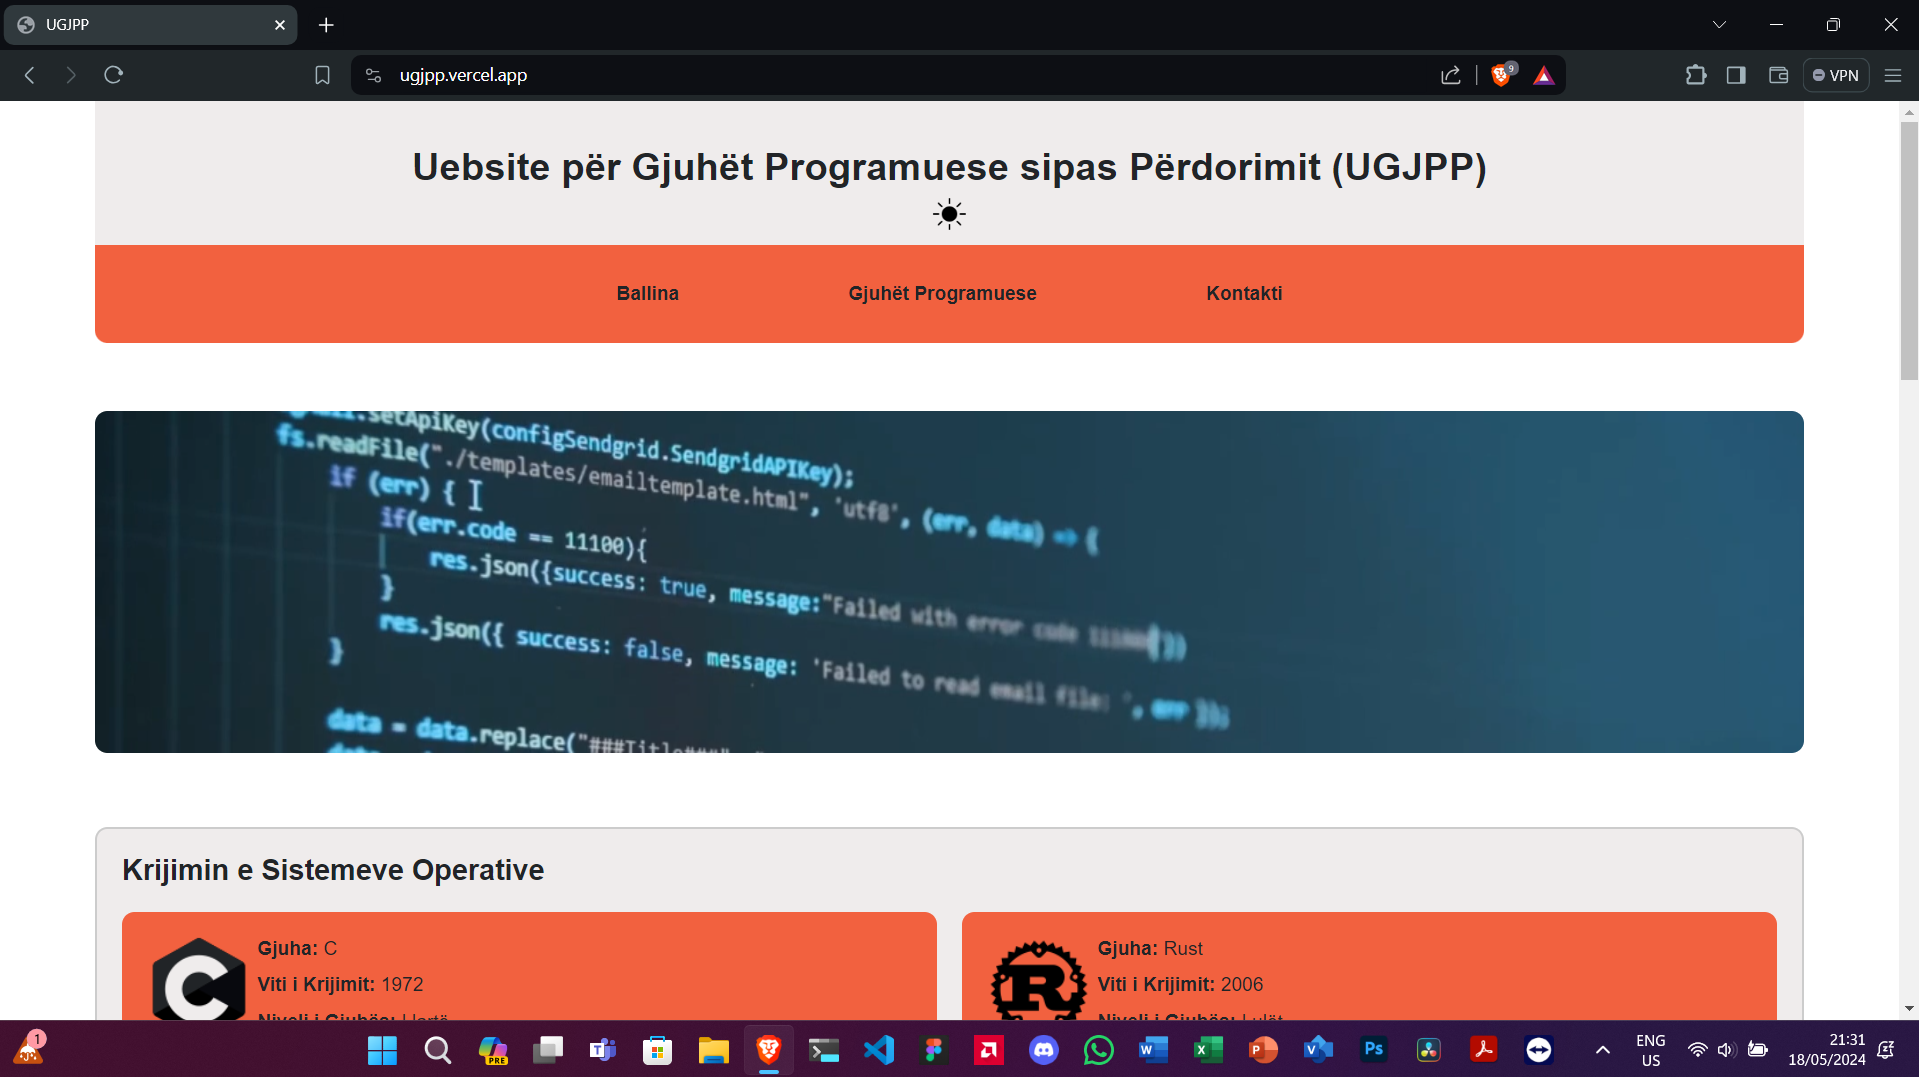 UGJPP
ugjpp.vercel.app
9
VPN
Uebsite për Gjuhët Programuese sipas Përdorimit (UGJPP)
Ballina
Gjuhët Programuese
Kontakti
.setApiKey(configSendgrid.SendgridAPIKey);
fs.readFile("./templates/emailtemplate.html", 'utf8', (err, data) => {
if (err) {
if(err.code == 11100){
res.json({success: true, message:"Failed with error code
}
res.json({ success: false, message: 'Failed to read email file: ', err });
}
data = data.replace("###Title###"
Krijimin e Sistemeve Operative
Gjuha: C
Viti i Krijimit: 1972
Niveli i Gjuhës: Lartë
Gjuha: Rust
Viti i Krijimit: 2006
Niveli i Gjuhës: Lulët
1
PRE
ENG
US
21:31
18/05/2024